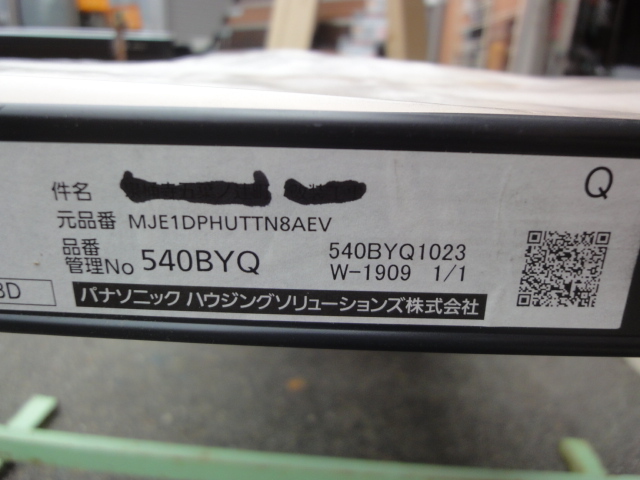 件名
Q
元品番 MJE1DPHUTTN8AEV
品番
管理No 540BYQ
540BYQ1023
W-1909 1/1
BD
パナソニック ハウジングソリューションズ株式会社